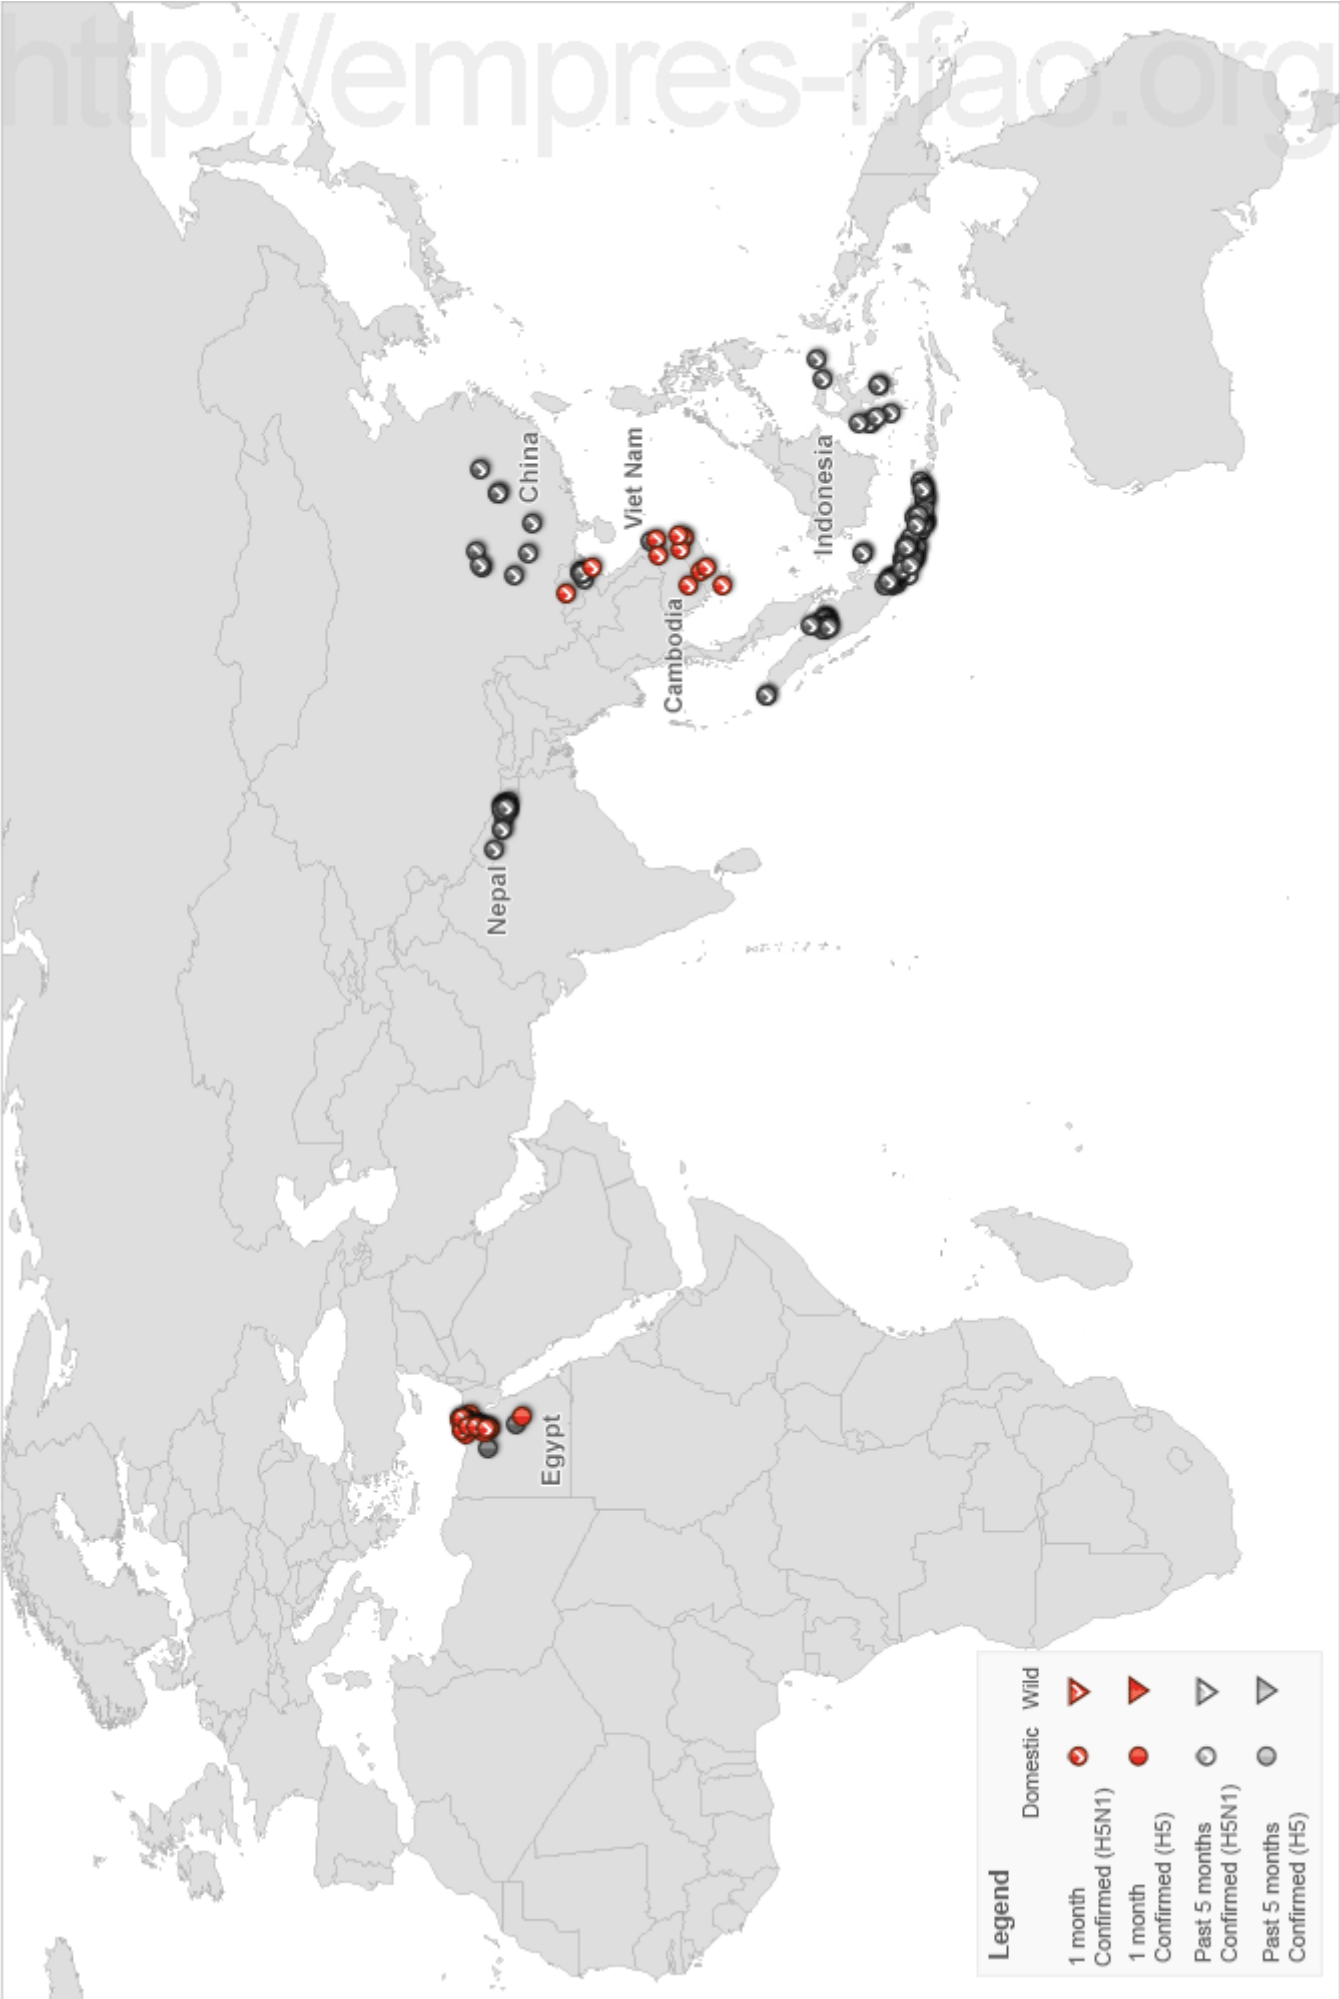 http://empres-i.fao.org
China
Viet Nam
Cambodia
Indonesia
Nepal
Egypt
Legend
Domestic Wild
1 month
Confirmed (H5N1)
1 month
Confirmed (H5)
Past 5 months
Confirmed (H5N1)
Past 5 months
Confirmed (H5)